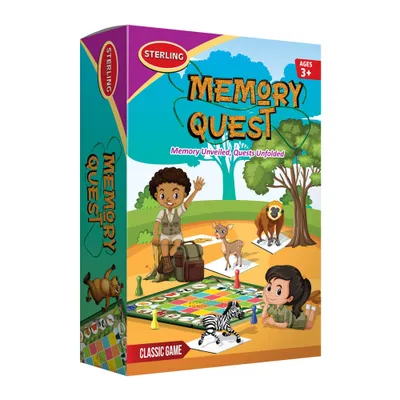 STERLING
AGES
3+
MEMORY
QUEST
Memory Unveiled, Quests Unfolded
CLASSIC GAME
STERLING
MEMORY
QUEST